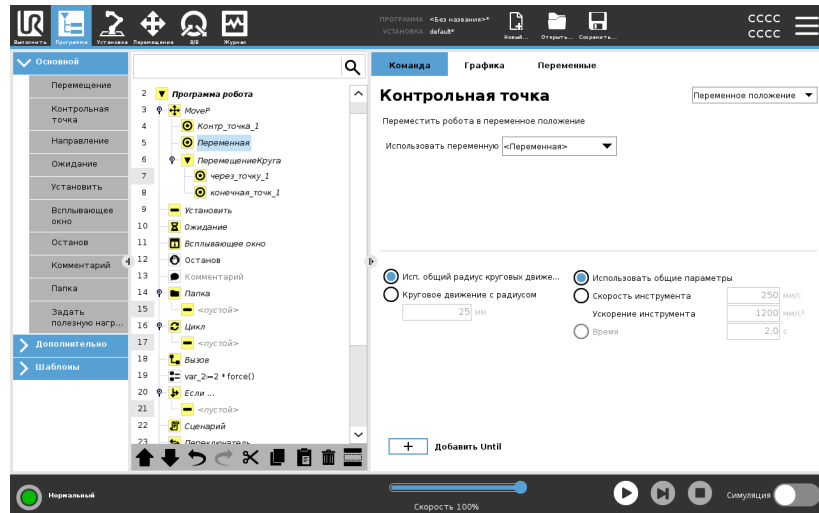 UR
ПРОГРАММА <Без названия>*
УСТАНОВКА default*
Выполнить Программа Установка Перемещение В/В Журнал
Новый... Открыть... Сохранить...
CCCC
CCCC
Основной
Перемещение
Контрольная
точка
Направление
Ожидание
Установить
Всплывающее
окно
Останов
Комментарий
Папка
Задать
полезную нагр...
Дополнительно
Шаблоны
2 Программа робота
3 MoveP
4 Контр_точка_1
5 Переменная
6 ПеремещениеКруга
7 через_точку_1
8 конечная_точк_1
9 Установить
10 Ожидание
11 Всплывающее окно
12 Останов
13 Комментарий
14 Папка
15 <пустой>
16 Цикл
17 <пустой>
18 Вызов
19 var_2≔2 * force()
20 Если ...
21 <пустой>
22 Сценарий
23 Переключатель
Команда Графика Переменные
Контрольная точка
Переменное положение
Переместить робота в переменное положение
Использовать переменную <Переменная>
Исп. общий радиус круговых движе...
Круговое движение с радиусом
25 мм
Использовать общие параметры
Скорость инструмента 250 мм/с
Ускорение инструмента 1200 мм/с²
Время 2,0 с
+ Добавить Until
Нормальный
Скорость 100%
Симуляция